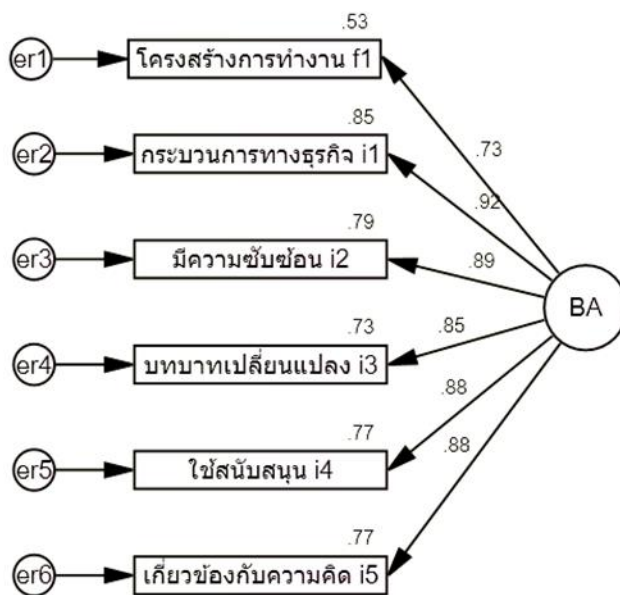 .53
er1
โครงสร้างการทำงาน f1
.85
er2
กระบวนการทางธุรกิจ i1
.73
.92
.79
er3
มีความซับซ้อน i2
.89
BA
.73
.85
er4
บทบาทเปลี่ยนแปลง i3
.88
.77
er5
ใช้สนับสนุน i4
.88
.77
er6
เกี่ยวข้องกับความคิด i5